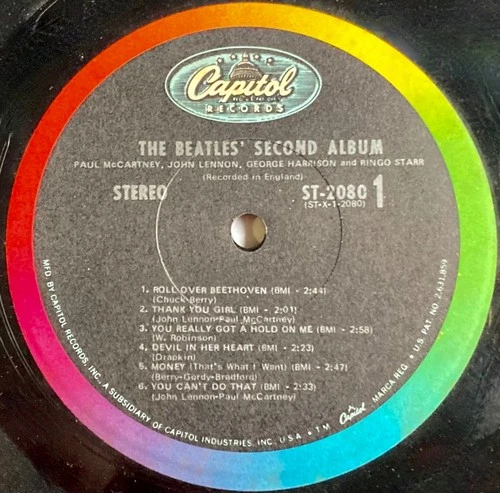 Capitol
RECORDS
THE BEATLES' SECOND ALBUM
PAUL McCARTNEY, JOHN LENNON, GEORGE HARRISON and RINGO STARR
(Recorded in England)
STEREO
ST-2080 1
(ST-X-1-2080)
1. ROLL OVER BEETHOVEN (BMI - 2:44)
(Chuck Berry)
2. THANK YOU GIRL (BMI - 2:01)
(John Lennon-Paul McCartney)
3. YOU REALLY GOT A HOLD ON ME (BMI - 2:58)
(W. Robinson)
4. DEVIL IN HER HEART (BMI - 2:23)
(Drapkin)
5. MONEY (That's What I Want) (BMI - 2:47)
(Berry-Gordy-Bradford)
6. YOU CAN'T DO THAT (BMI - 2:33)
(John Lennon-Paul McCartney)
MFD. BY CAPITOL RECORDS, INC. A SUBSIDIARY OF CAPITOL INDUSTRIES, INC. U.S.A. • T.M. Capitol MARCA REG. • U.S. PAT. NO. 2,631,859